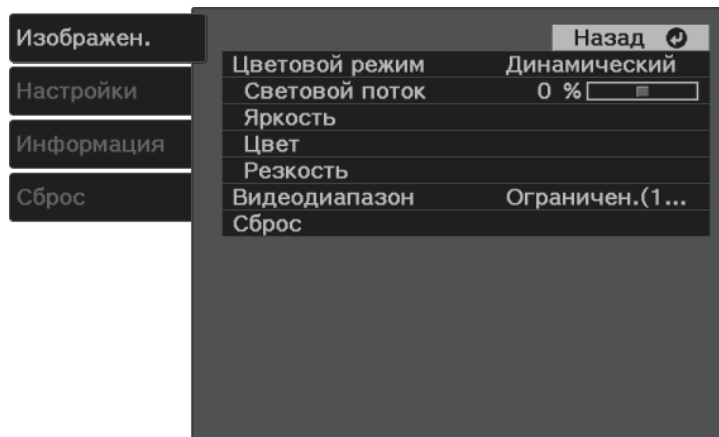 Изображен.
Настройки
Информация
Сброс
Назад
Цветовой режим Динамический
Световой поток 0 %
Яркость
Цвет
Резкость
Видеодиапазон Ограничен.(1...
Сброс